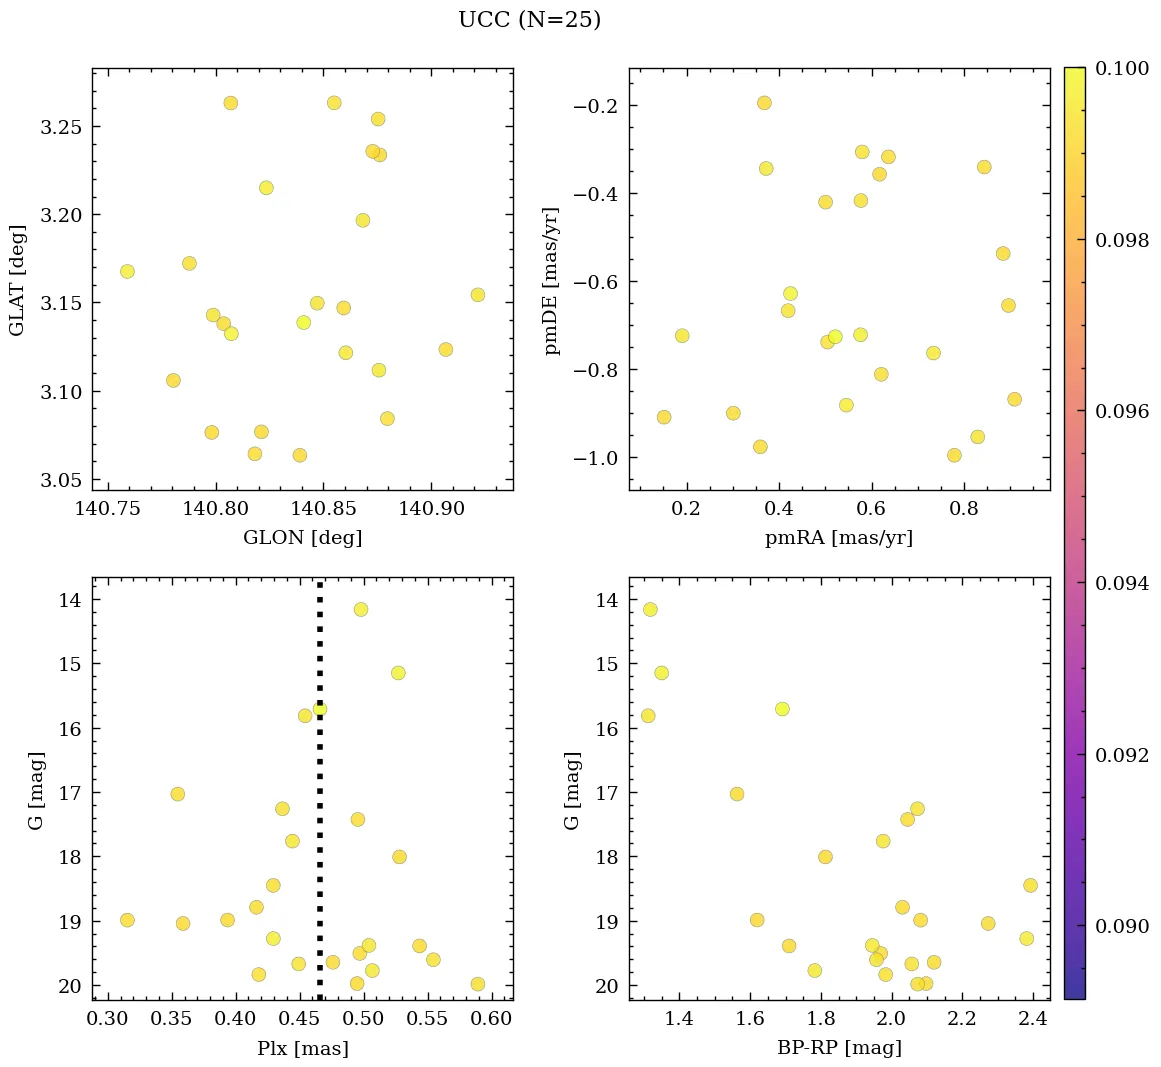 UCC (N=25)
3.25
3.20
3.15
3.10
3.05
GLAT [deg]
140.75 140.80 140.85 140.90
GLON [deg]
−0.2
−0.4
−0.6
−0.8
−1.0
pmDE [mas/yr]
0.2 0.4 0.6 0.8
pmRA [mas/yr]
0.100
0.098
0.096
0.094
0.092
0.090
14
15
16
17
18
19
20
G [mag]
0.30 0.35 0.40 0.45 0.50 0.55 0.60
Plx [mas]
14
15
16
17
18
19
20
G [mag]
1.4 1.6 1.8 2.0 2.2 2.4
BP-RP [mag]